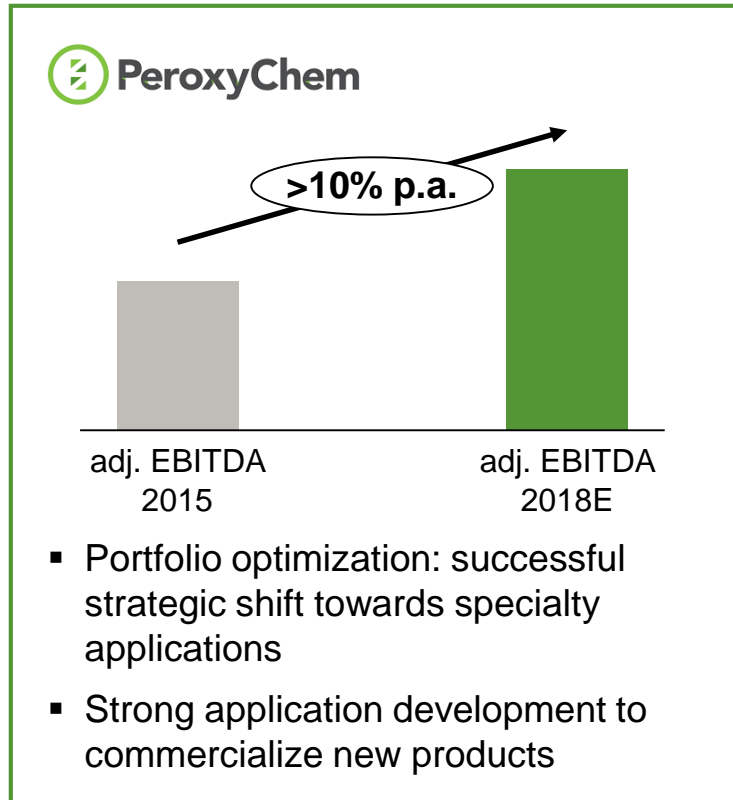 PeroxyChem
>10% p.a.
adj. EBITDA
2015
adj. EBITDA
2018E
▪ Portfolio optimization: successful
strategic shift towards specialty
applications
▪ Strong application development to
commercialize new products